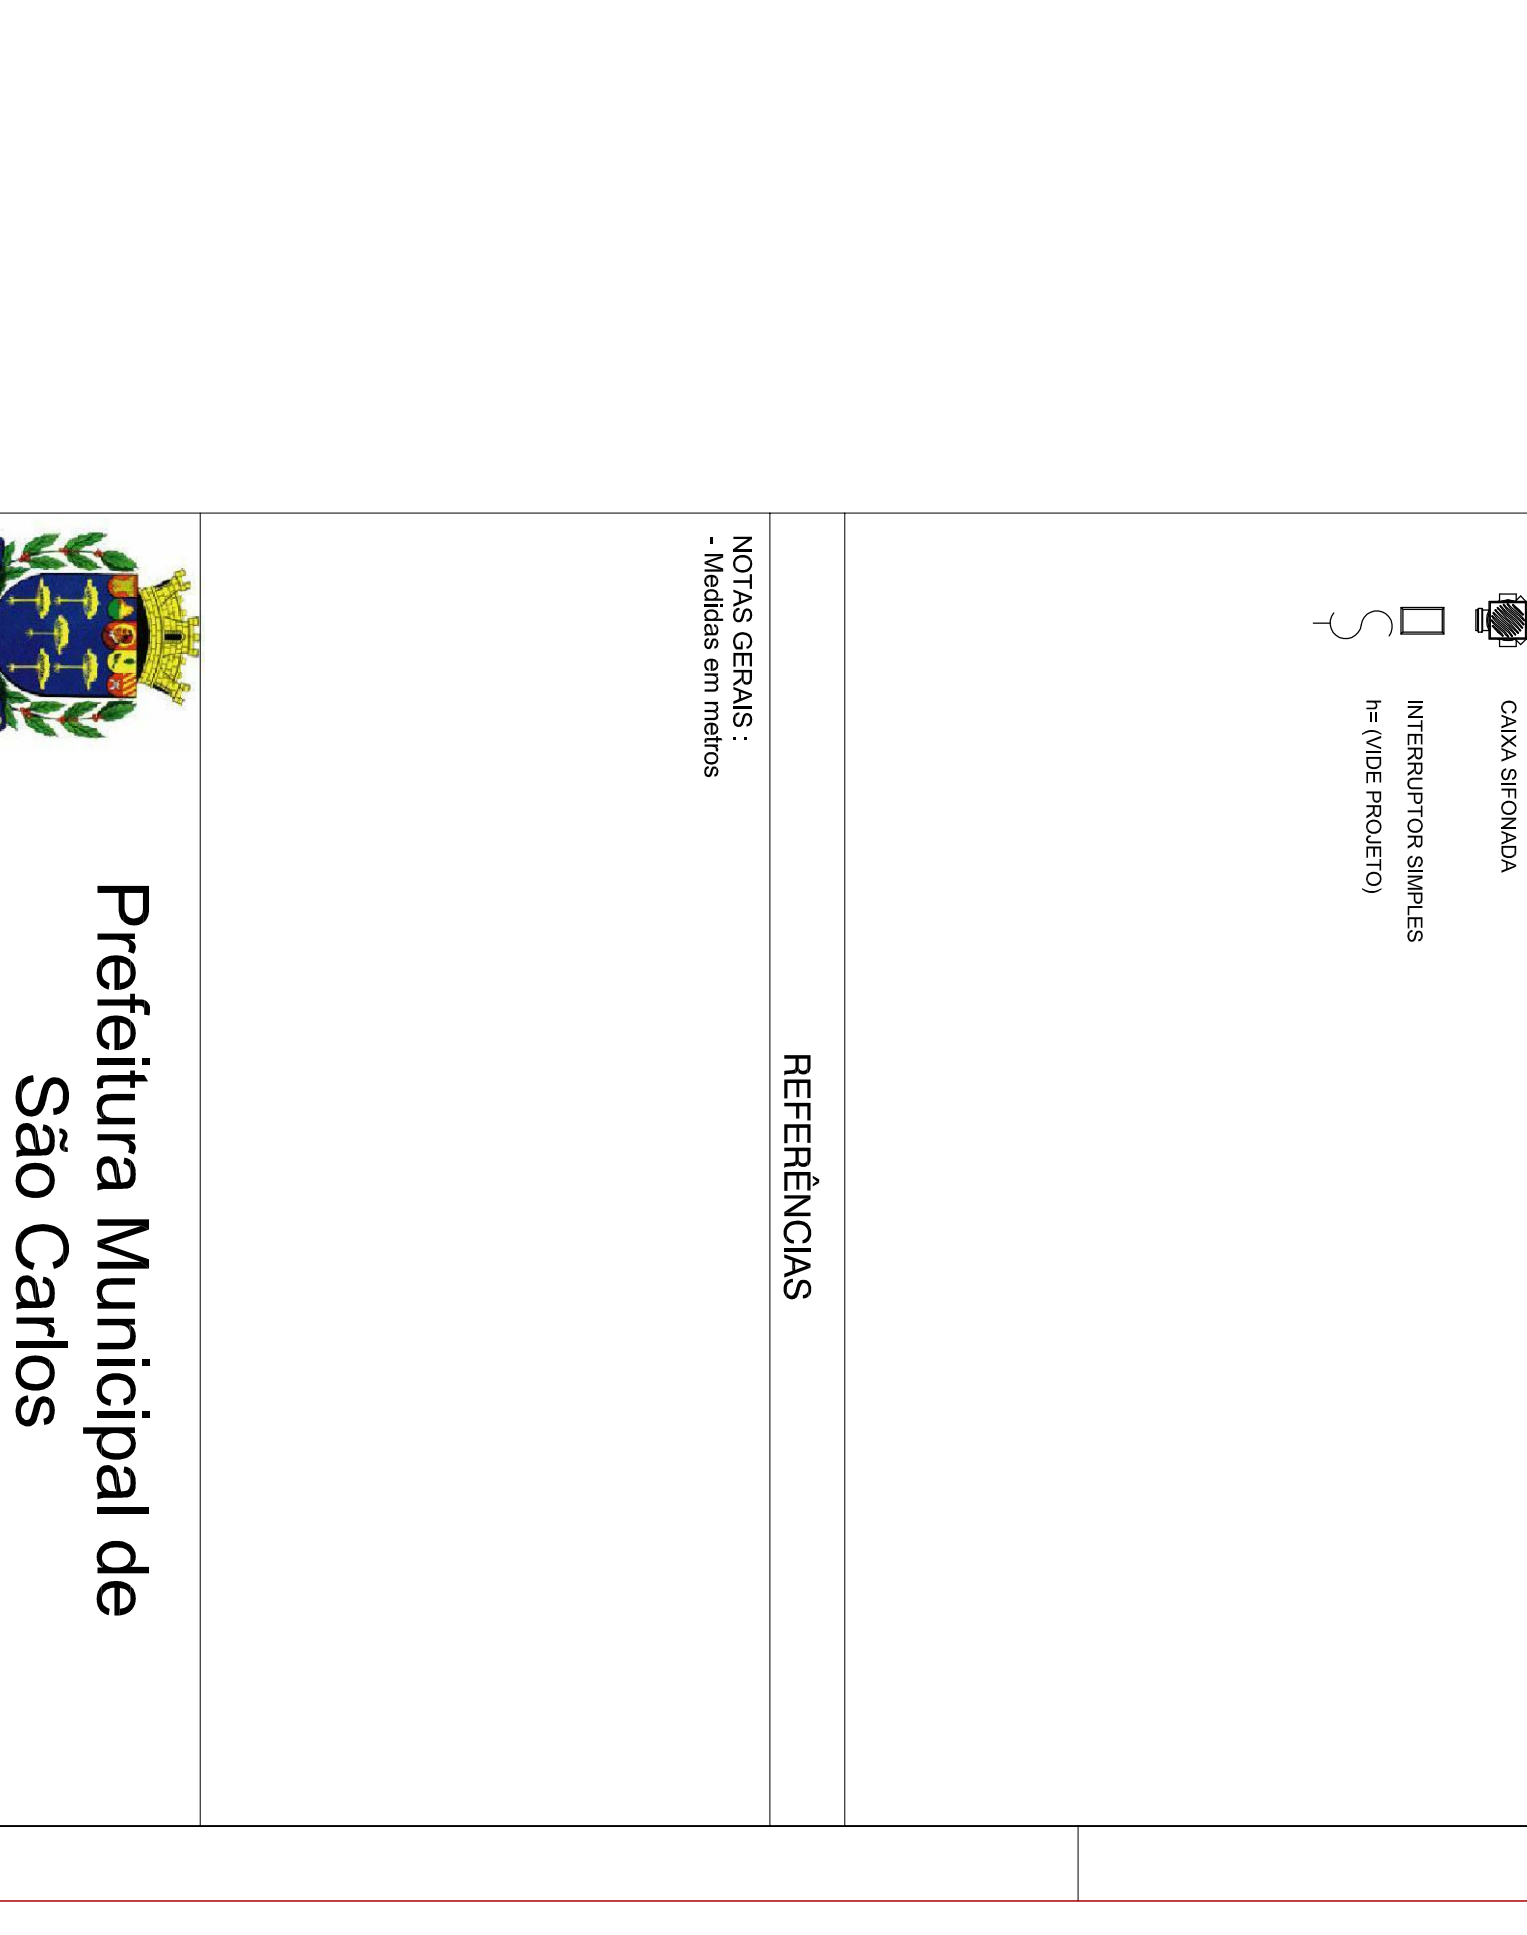 CAIXA SIFONADA
INTERRUPTOR SIMPLES
h= (VIDE PROJETO)
REFERÊNCIAS
NOTAS GERAIS :
- Medidas em metros
Prefeitura Municipal de
São Carlos